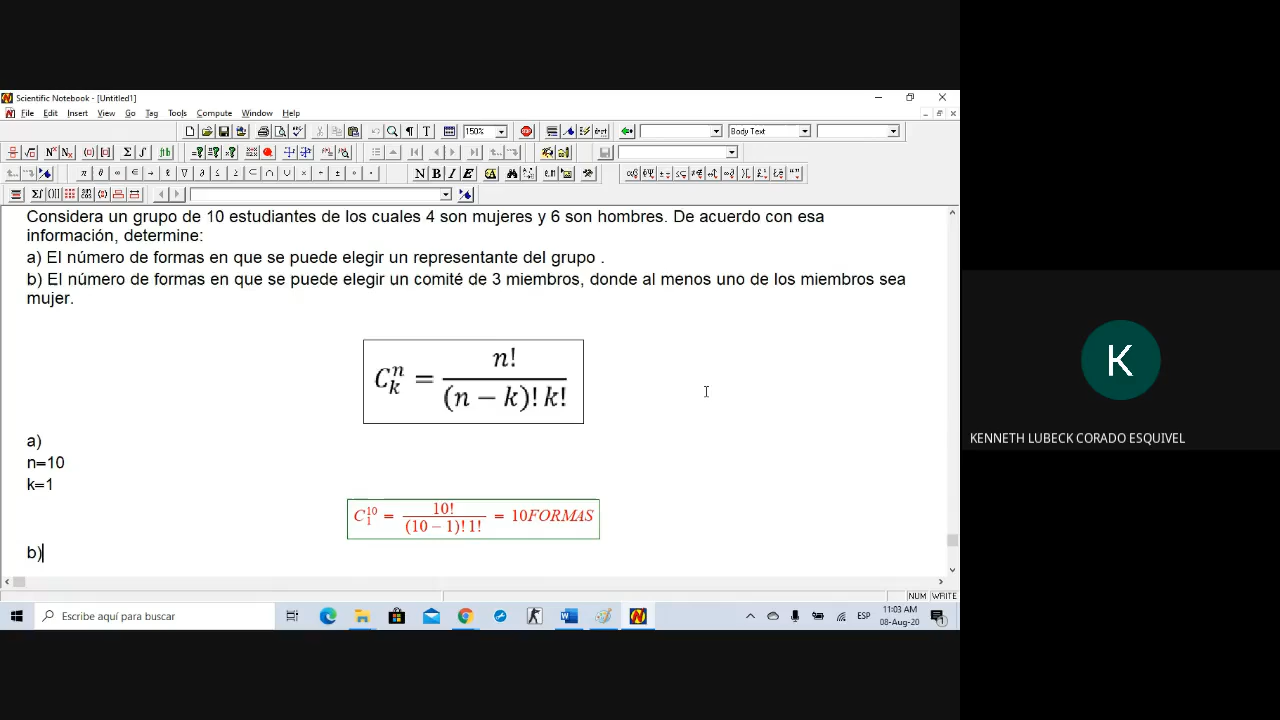 Scientific Notebook - [Untitled1]
File Edit Insert View Go Tag Tools Compute Window Help
150% Body Text
N B I E
Considera un grupo de 10 estudiantes de los cuales 4 son mujeres y 6 son hombres. De acuerdo con esa
información, determine:
a) El número de formas en que se puede elegir un representante del grupo .
b) El número de formas en que se puede elegir un comité de 3 miembros, donde al menos uno de los miembros sea
mujer.
C_k^n = n! / (n − k)! k!
a)
n=10
k=1
C_1^10 = 10! / (10 − 1)! 1! = 10FORMAS
b)
K
KENNETH LUBECK CORADO ESQUIVEL
NUM WRITE
Escribe aquí para buscar
ESP
11:03 AM
08-Aug-20
1